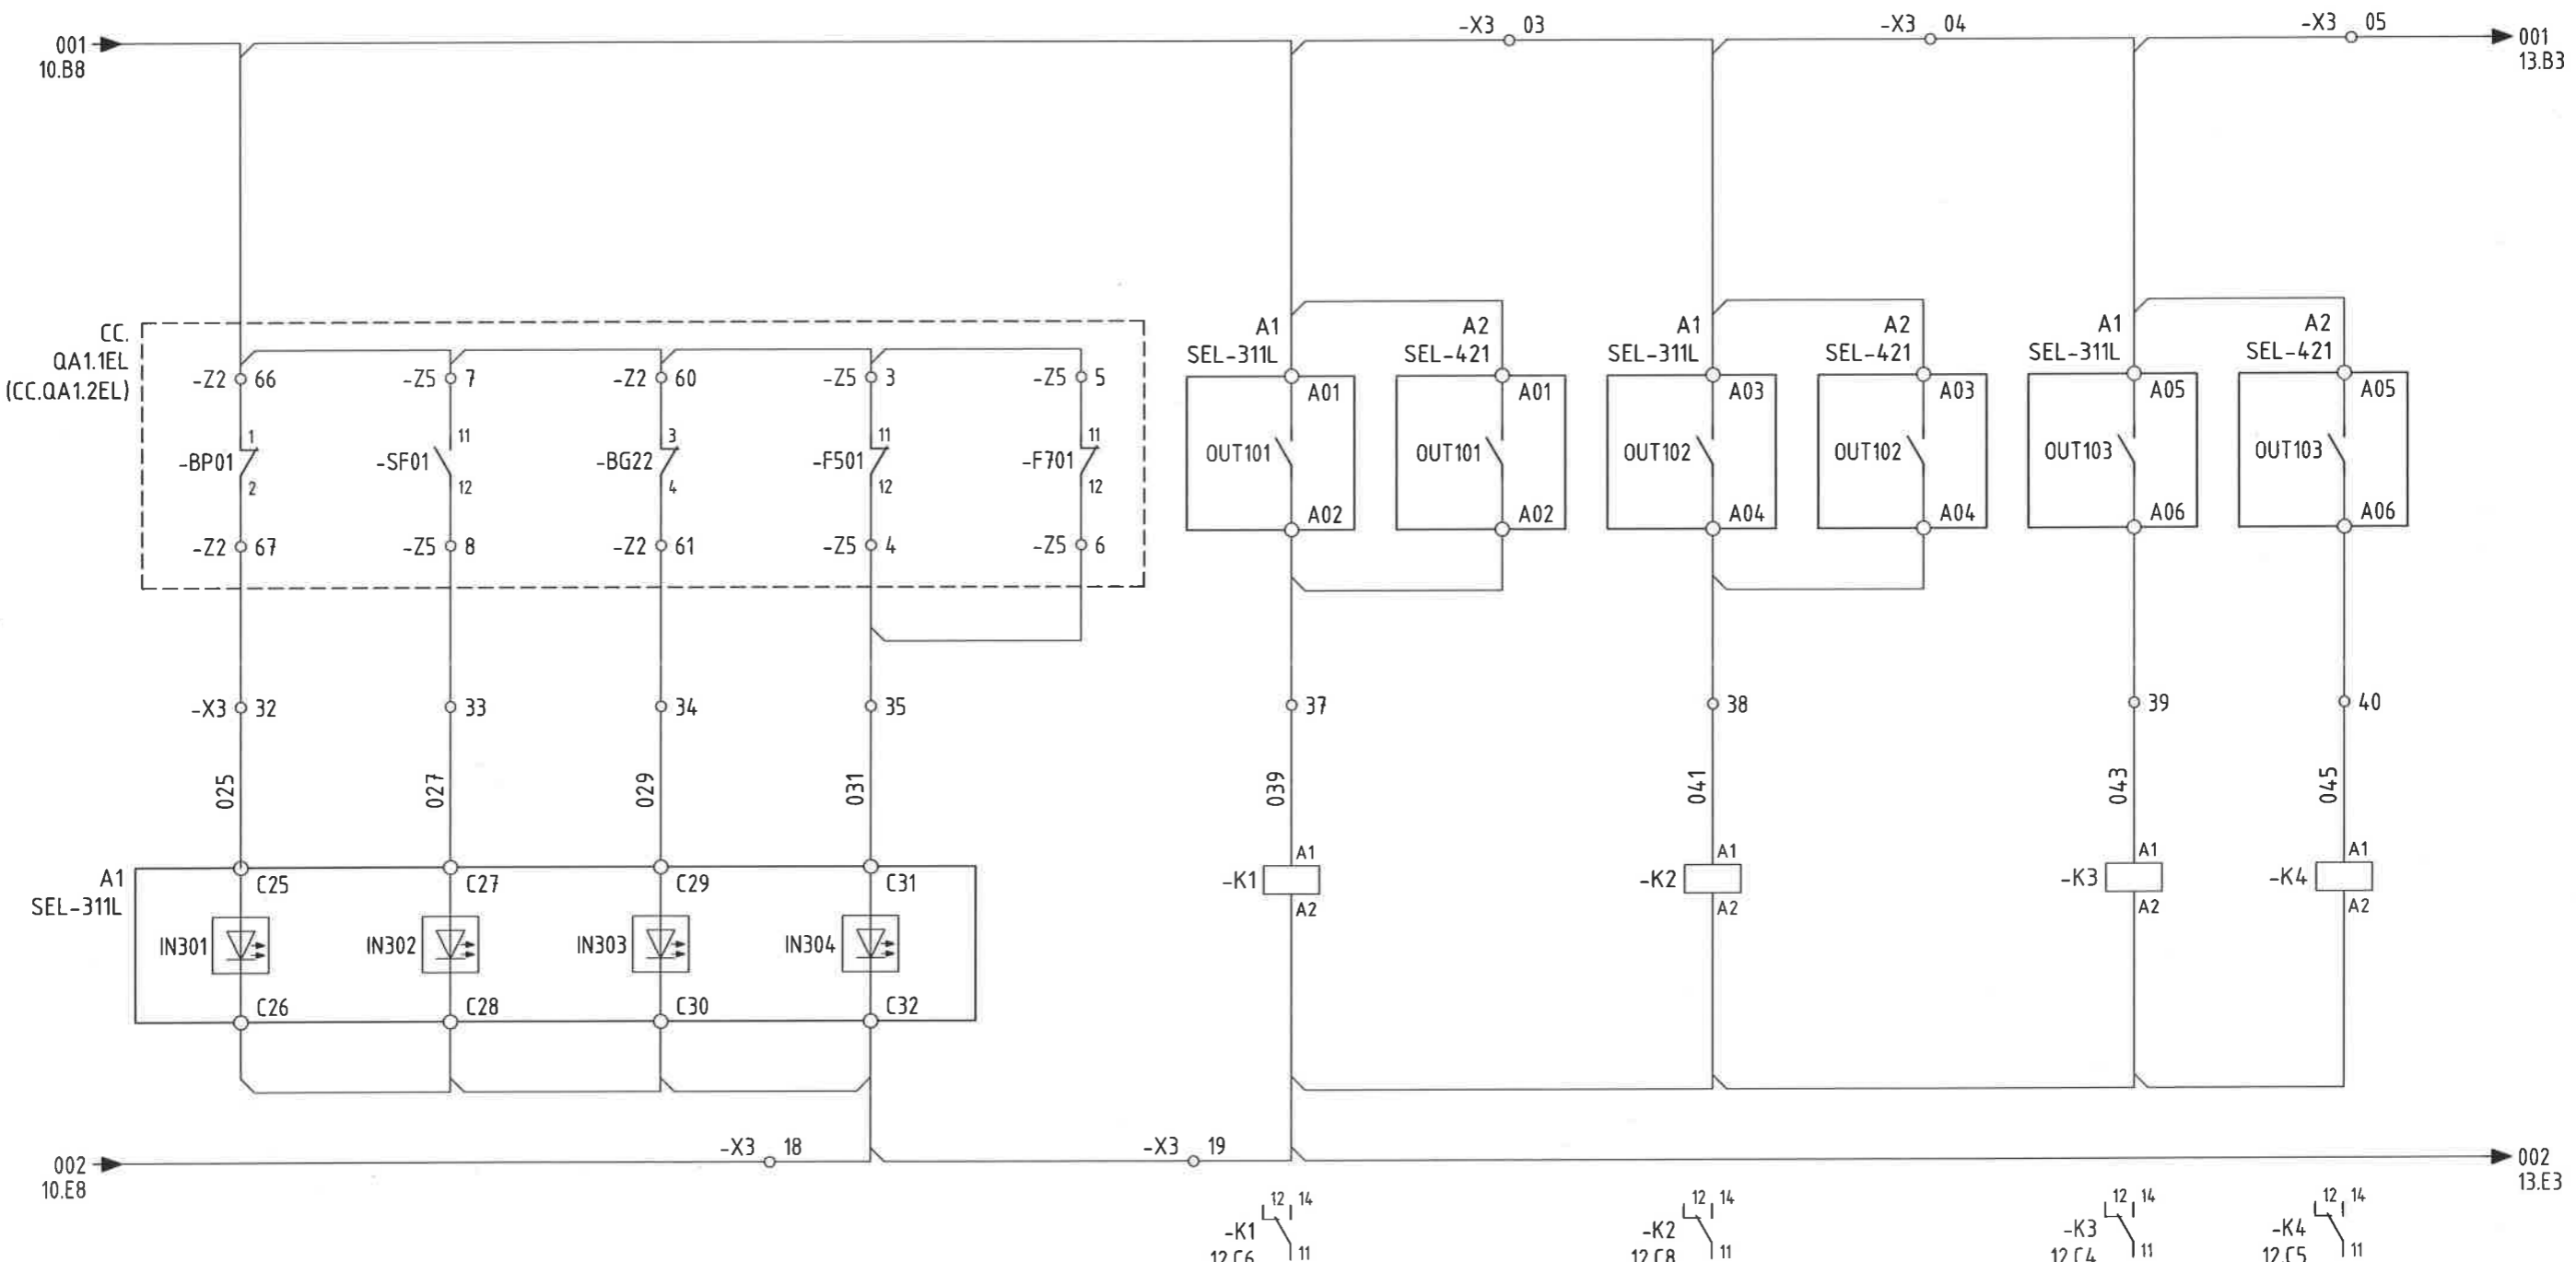 -X3 03
-X3 04
-X3 05
001
10.B8
001
13.B3
CC.
QA1.1EL
(CC.QA1.2EL)
-Z2 66
-Z5 7
-Z2 60
-Z5 3
-Z5 5
1
-BP01
2
11
-SF01
12
3
-BG22
4
11
-F501
12
11
-F701
12
-Z2 67
-Z5 8
-Z2 61
-Z5 4
-Z5 6
A1
SEL-311L
A01
OUT101
A02
A2
SEL-421
A01
OUT101
A02
A1
SEL-311L
A03
OUT102
A04
A2
SEL-421
A03
OUT102
A04
A1
SEL-311L
A05
OUT103
A06
A2
SEL-421
A05
OUT103
A06
-X3 32
33
34
35
37
38
39
40
025
027
029
031
039
041
043
045
A1
SEL-311L
C25
C27
C29
C31
IN301
IN302
IN303
IN304
C26
C28
C30
C32
A1
-K1
A2
A1
-K2
A2
A1
-K3
A2
A1
-K4
A2
002
10.E8
-X3 18
-X3 19
002
13.E3
12 14
-K1
11
12.C6
12 14
-K2
11
12.C8
12 14
-K3
11
12.C4
12 14
-K4
11
12.C5